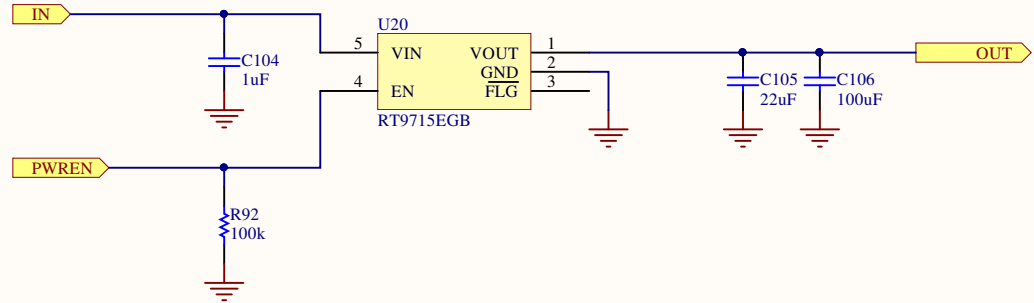 IN
U20
5
VIN
VOUT
1
GND
2
4
EN
FLG
3
RT9715EGB
C104
1uF
C105
22uF
C106
100uF
OUT
PWREN
R92
100k